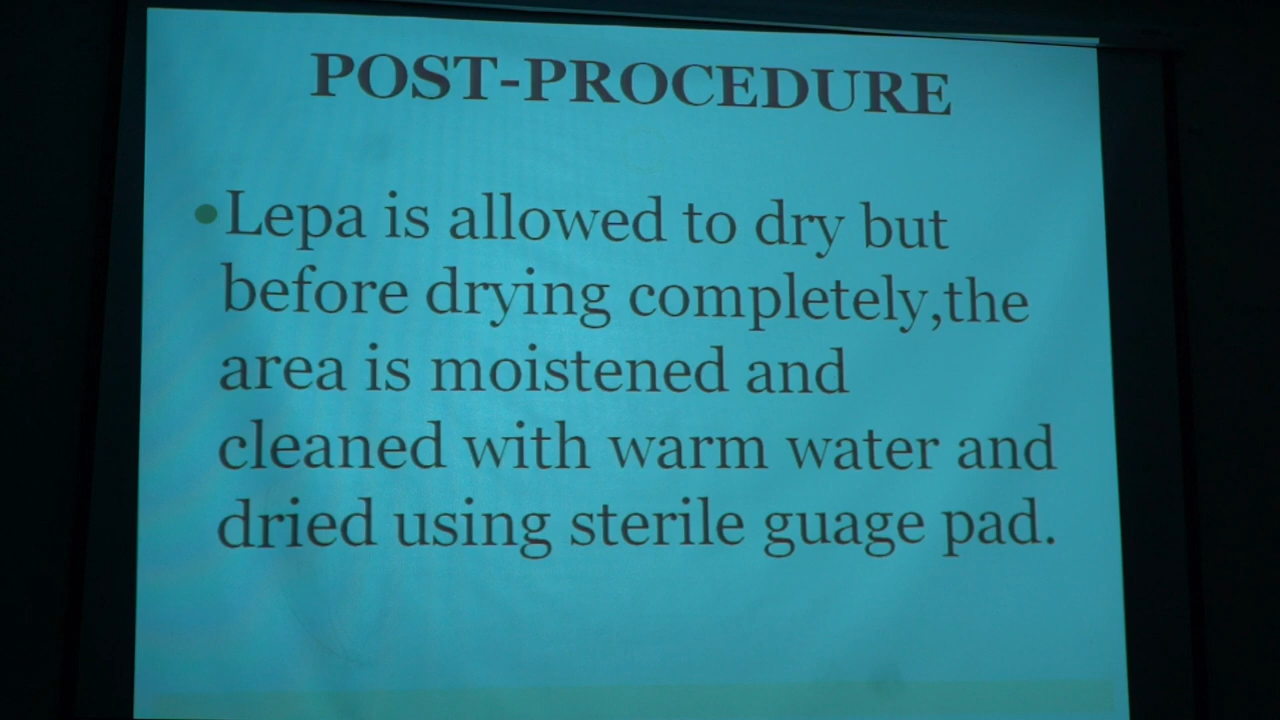 POST-PROCEDURE
•Lepa is allowed to dry but
before drying completely,the
area is moistened and
cleaned with warm water and
dried using sterile guage pad.